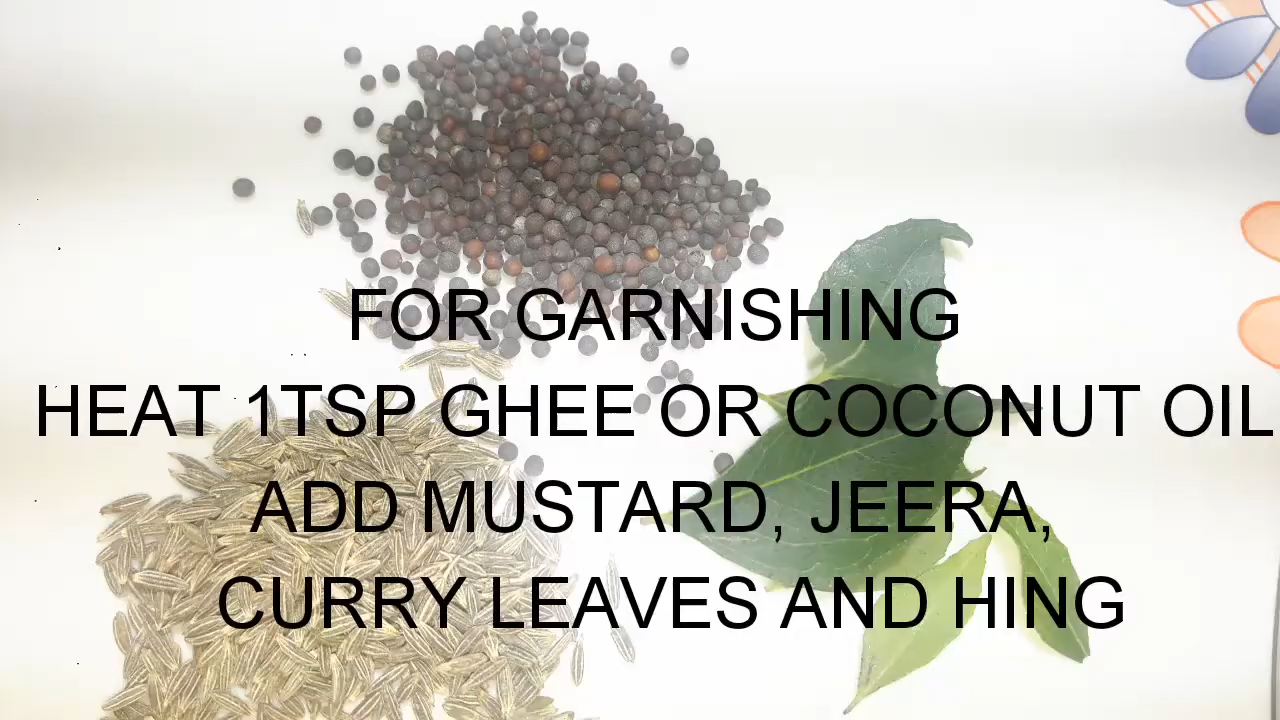 FOR GARNISHING
HEAT 1TSP GHEE OR COCONUT OIL
ADD MUSTARD, JEERA,
CURRY LEAVES AND HING